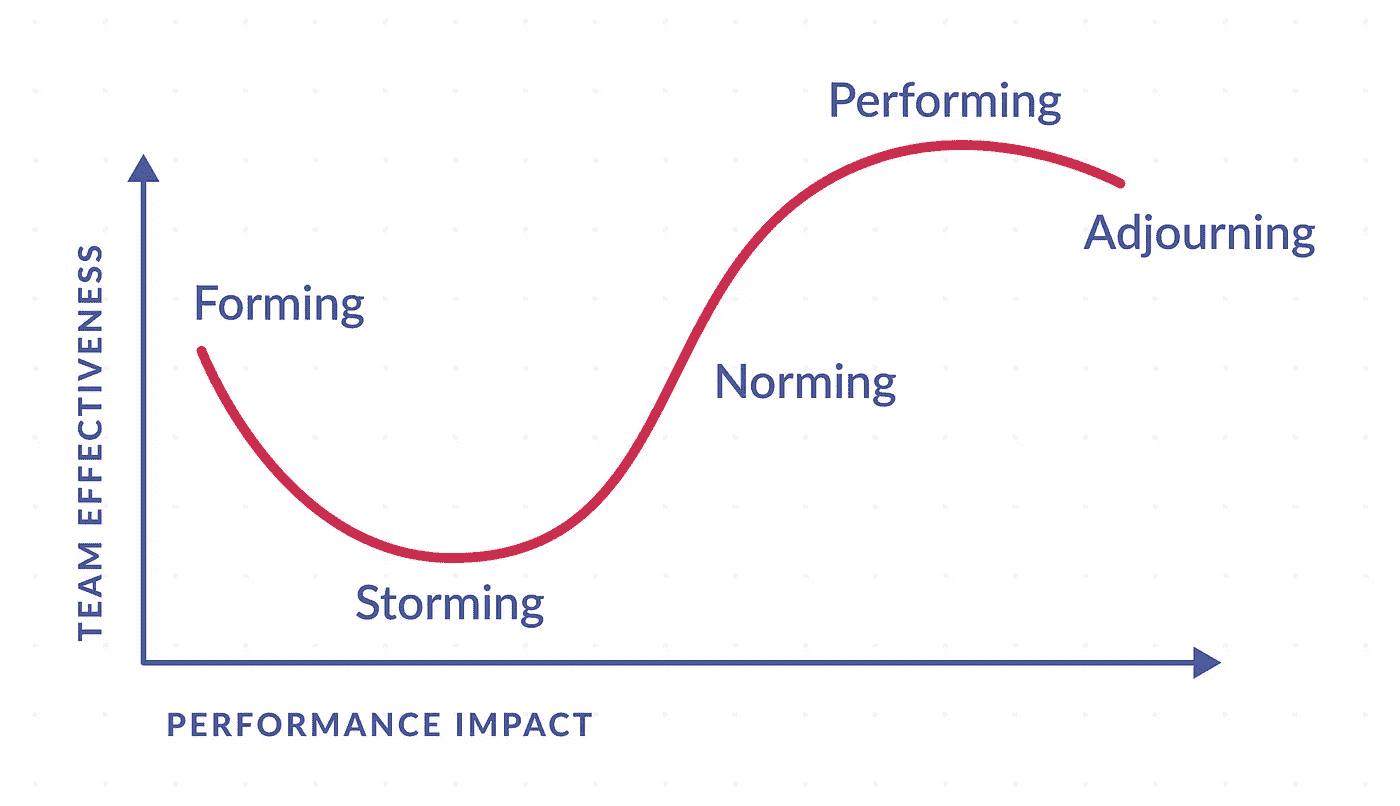 Performing
Adjourning
Forming
Norming
Storming
TEAM EFFECTIVENESS
PERFORMANCE IMPACT